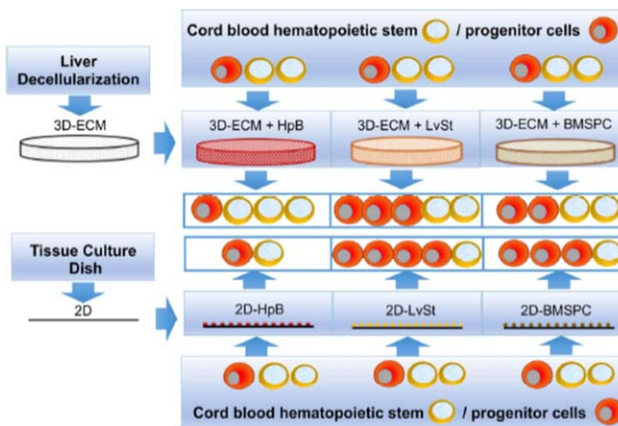 Cord blood hematopoietic stem / progenitor cells
Liver
Decellularization
3D-ECM
3D-ECM + HpB
3D-ECM + LvSt
3D-ECM + BMSPC
Tissue Culture
Dish
2D
2D-HpB
2D-LvSt
2D-BMSPC
Cord blood hematopoietic stem / progenitor cells